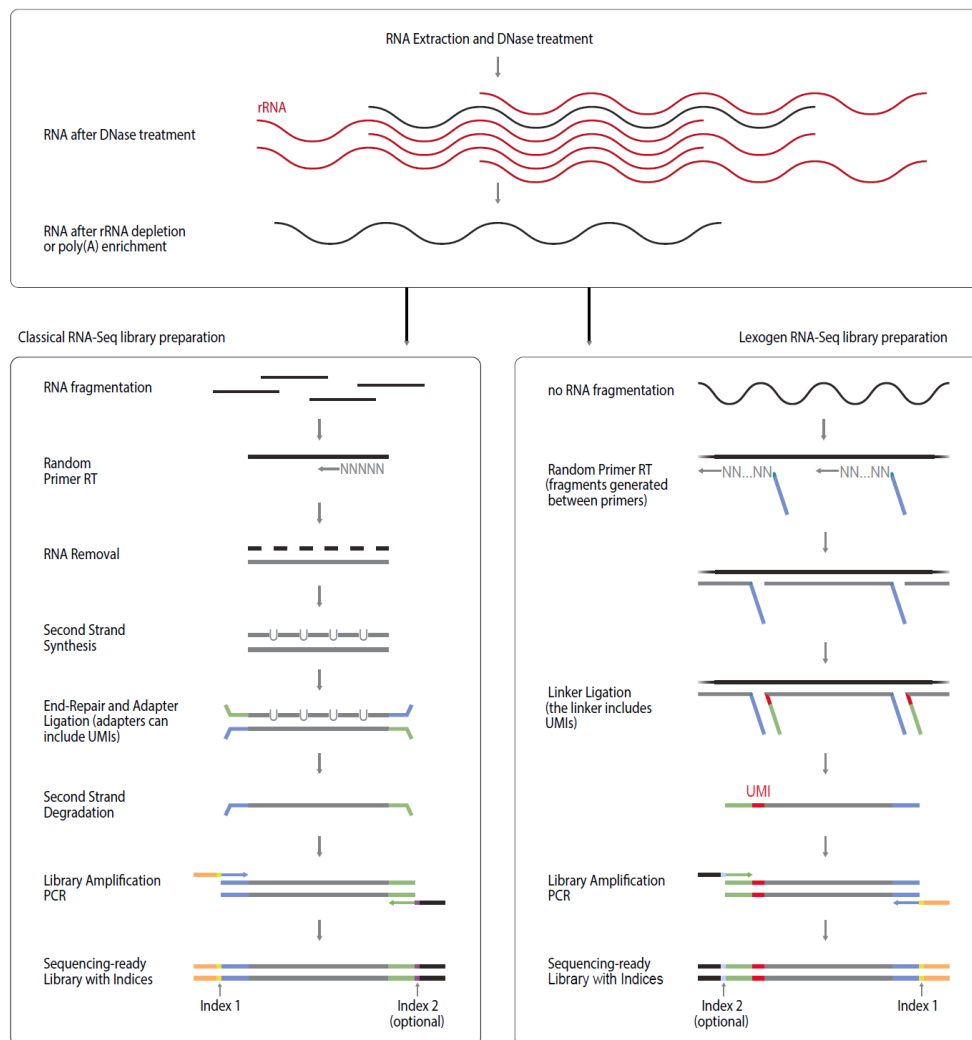 RNA Extraction and DNase treatment
rRNA
RNA after DNase treatment
RNA after rRNA depletion
or poly(A) enrichment
Classical RNA-Seq library preparation
RNA fragmentation
Random
Primer RT
NNNNN
RNA Removal
Second Strand
Synthesis
U U U U
End-Repair and Adapter
Ligation (adapters can
include UMIs)
U U U U
Second Strand
Degradation
Library Amplification
PCR
Sequencing-ready
Library with Indices
Index 1
Index 2
(optional)
Lexogen RNA-Seq library preparation
no RNA fragmentation
Random Primer RT
(fragments generated
between primers)
NN...NN NN...NN
Linker Ligation
(the linker includes
UMIs)
UMI
Library Amplification
PCR
Sequencing-ready
Library with Indices
Index 2
(optional)
Index 1